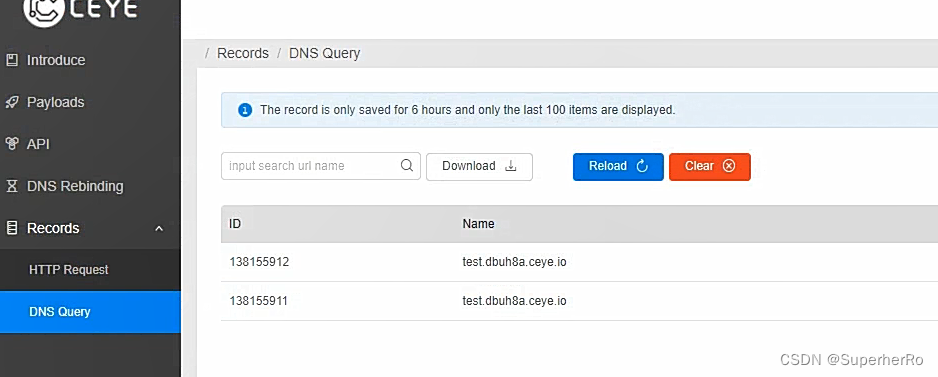 CEYE
/ Records / DNS Query
Introduce
Payloads
API
DNS Rebinding
Records
HTTP Request
DNS Query
The record is only saved for 6 hours and only the last 100 items are displayed.
input search url name
Download
Reload
Clear
ID Name
138155912 test.dbuh8a.ceye.io
138155911 test.dbuh8a.ceye.io
CSDN @SuperherRo